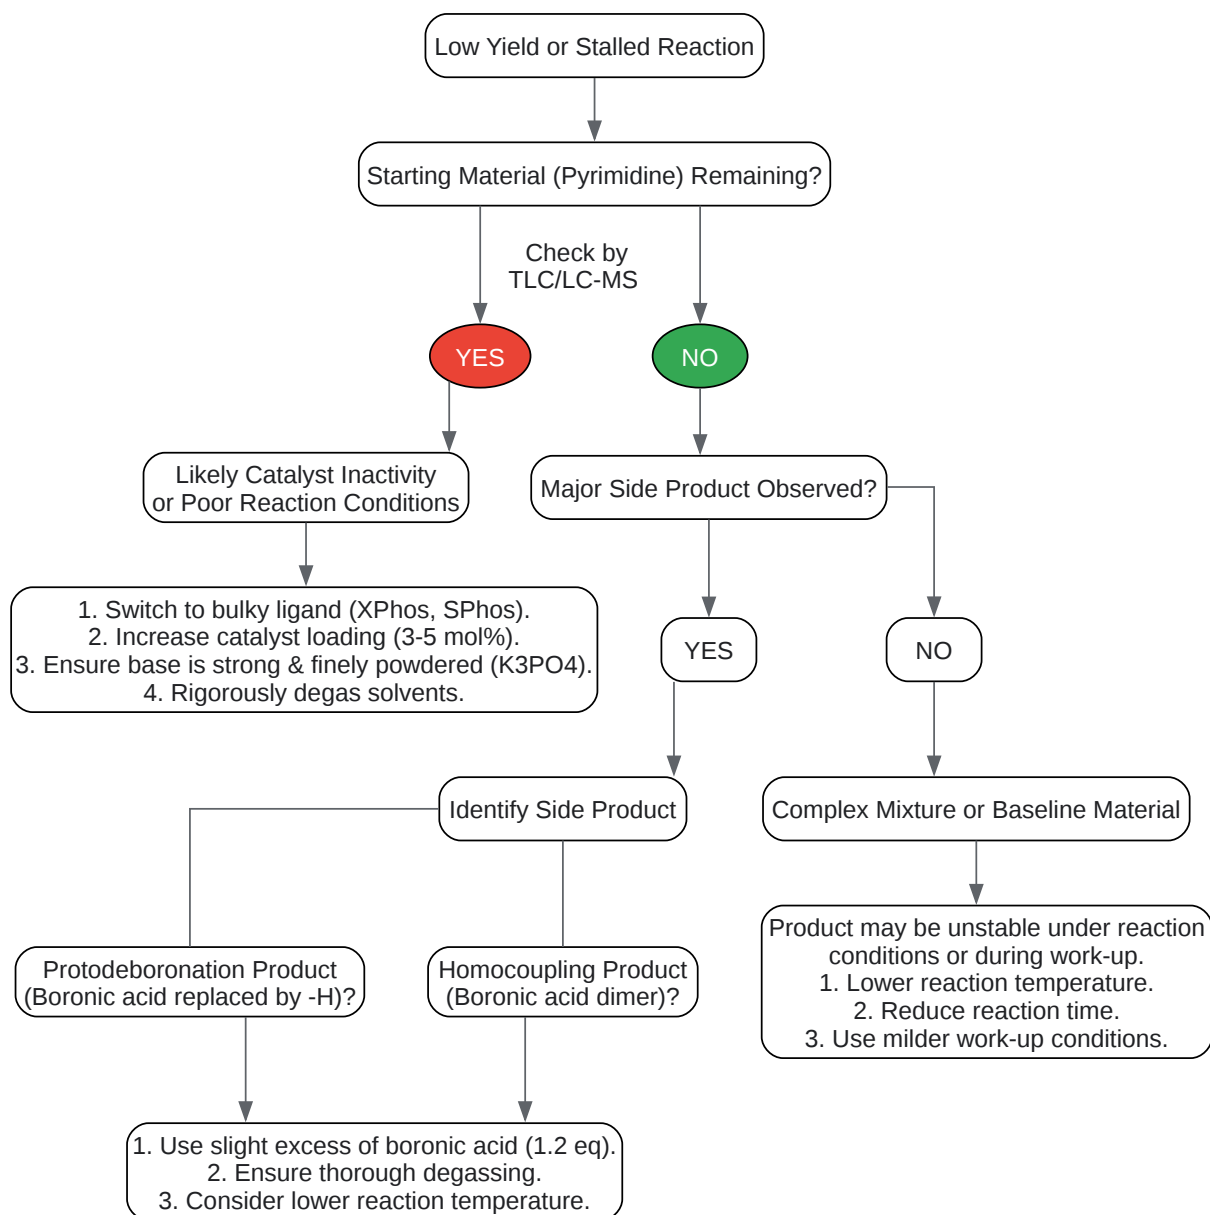 Low Yield or Stalled Reaction
Starting Material (Pyrimidine) Remaining?
Check by
TLC/LC-MS
YES
NO
Likely Catalyst Inactivity
or Poor Reaction Conditions
Major Side Product Observed?
1. Switch to bulky ligand (XPhos, SPhos).
2. Increase catalyst loading (3-5 mol%).
3. Ensure base is strong & finely powdered (K3PO4).
4. Rigorously degas solvents.
YES
NO
Identify Side Product
Complex Mixture or Baseline Material
Protodeboronation Product
(Boronic acid replaced by -H)?
Homocoupling Product
(Boronic acid dimer)?
Product may be unstable under reaction
conditions or during work-up.
1. Lower reaction temperature.
2. Reduce reaction time.
3. Use milder work-up conditions.
1. Use slight excess of boronic acid (1.2 eq).
2. Ensure thorough degassing.
3. Consider lower reaction temperature.